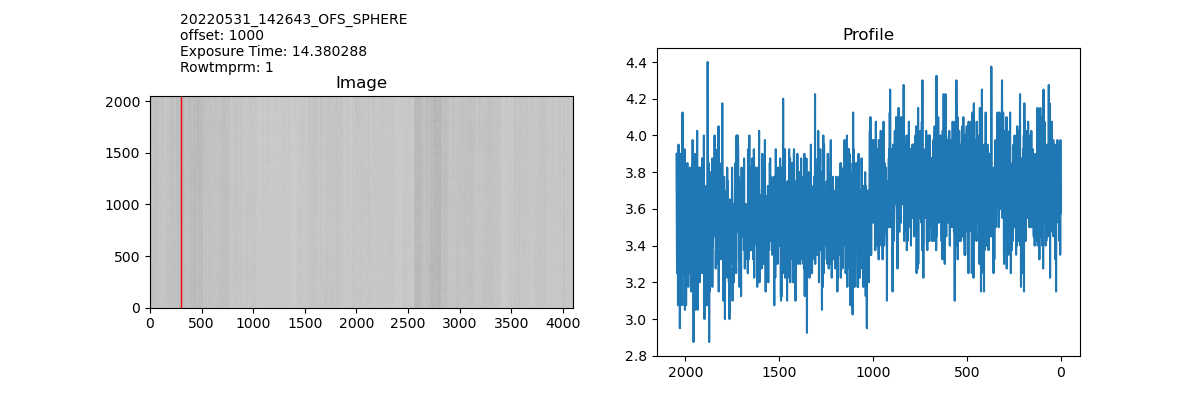 20220531_142643_OFS_SPHERE
offset: 1000
Exposure Time: 14.380288
Rowtmprm: 1
Image
2000
1500
1000
500
0
0 500 1000 1500 2000 2500 3000 3500 4000
Profile
4.4
4.2
4.0
3.8
3.6
3.4
3.2
3.0
2.8
2000 1500 1000 500 0